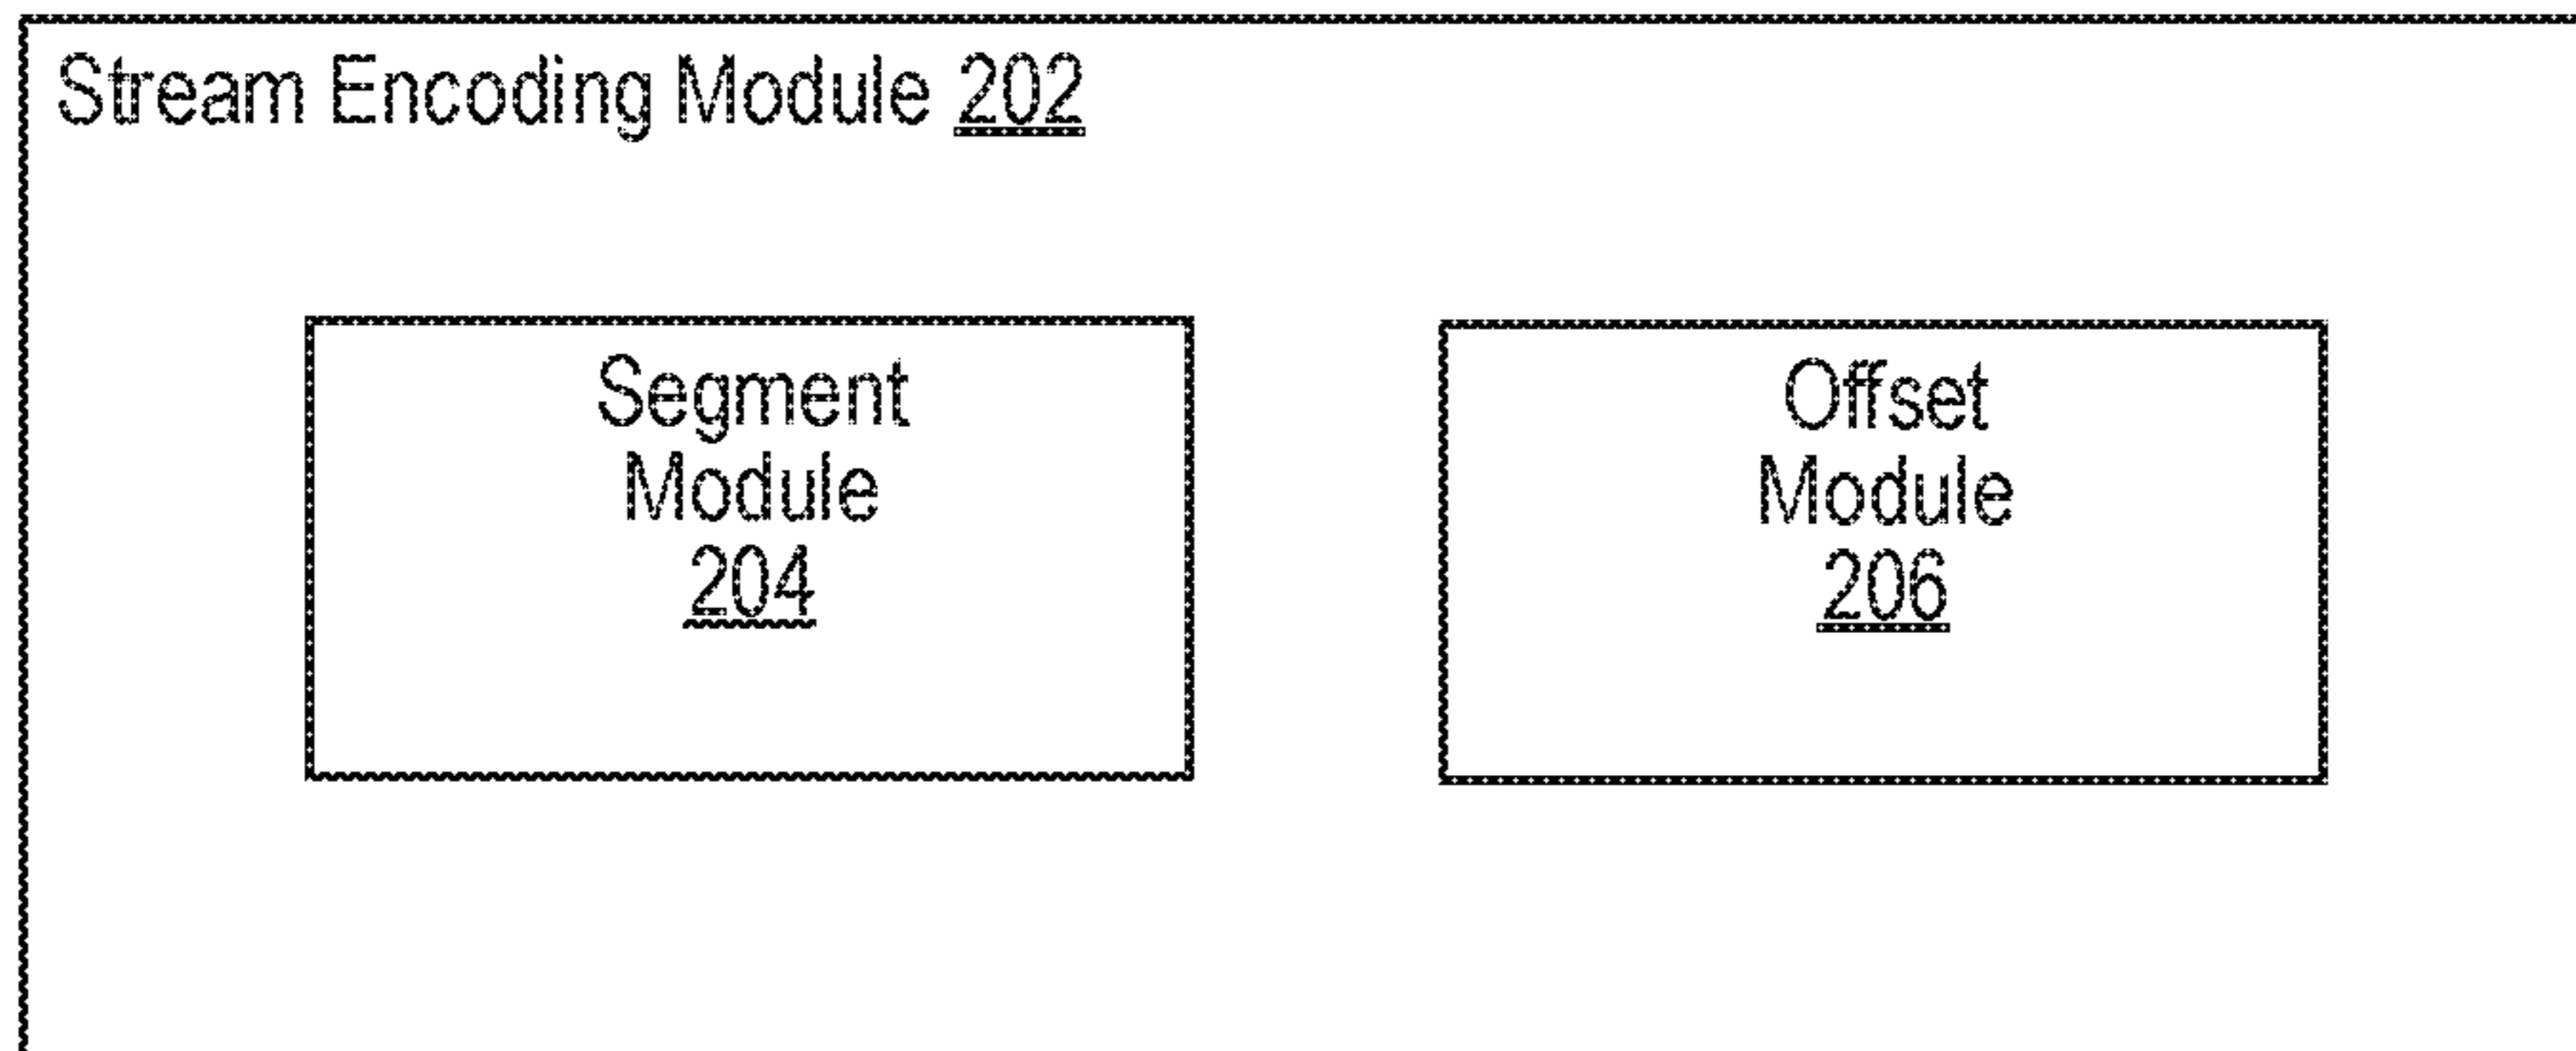 Stream Encoding Module 202
Segment
Module
204
Offset
Module
206